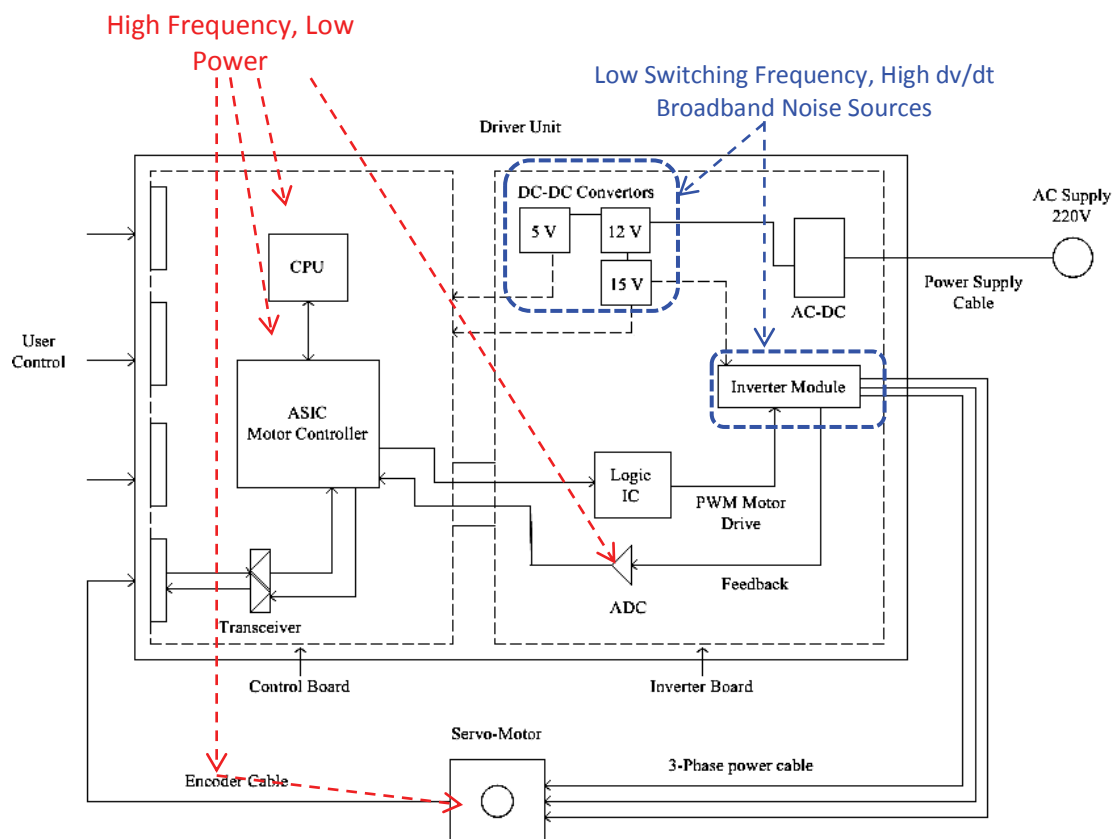 High Frequency, Low
Power
Low Switching Frequency, High dv/dt
Broadband Noise Sources
Driver Unit
DC-DC Convertors
5 V
12 V
15 V
AC Supply
220V
CPU
AC-DC
Power Supply
Cable
User
Control
ASIC
Motor Controller
Inverter Module
Logic
IC
PWM Motor
Drive
Feedback
ADC
Transceiver
Control Board
Inverter Board
Servo-Motor
Encoder Cable
3-Phase power cable